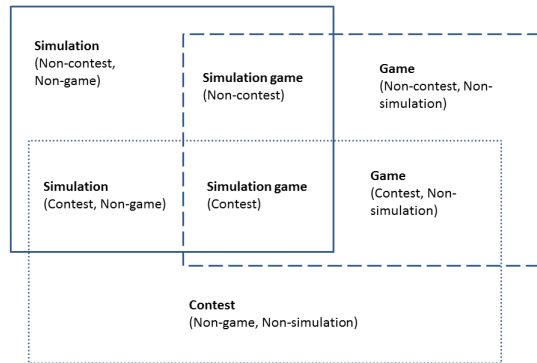 Simulation
(Non-contest,
Non-game)
Simulation game
(Non-contest)
Game
(Non-contest, Non-
simulation)
Simulation
(Contest, Non-game)
Simulation game
(Contest)
Game
(Contest, Non-
simulation)
Contest
(Non-game, Non-simulation)